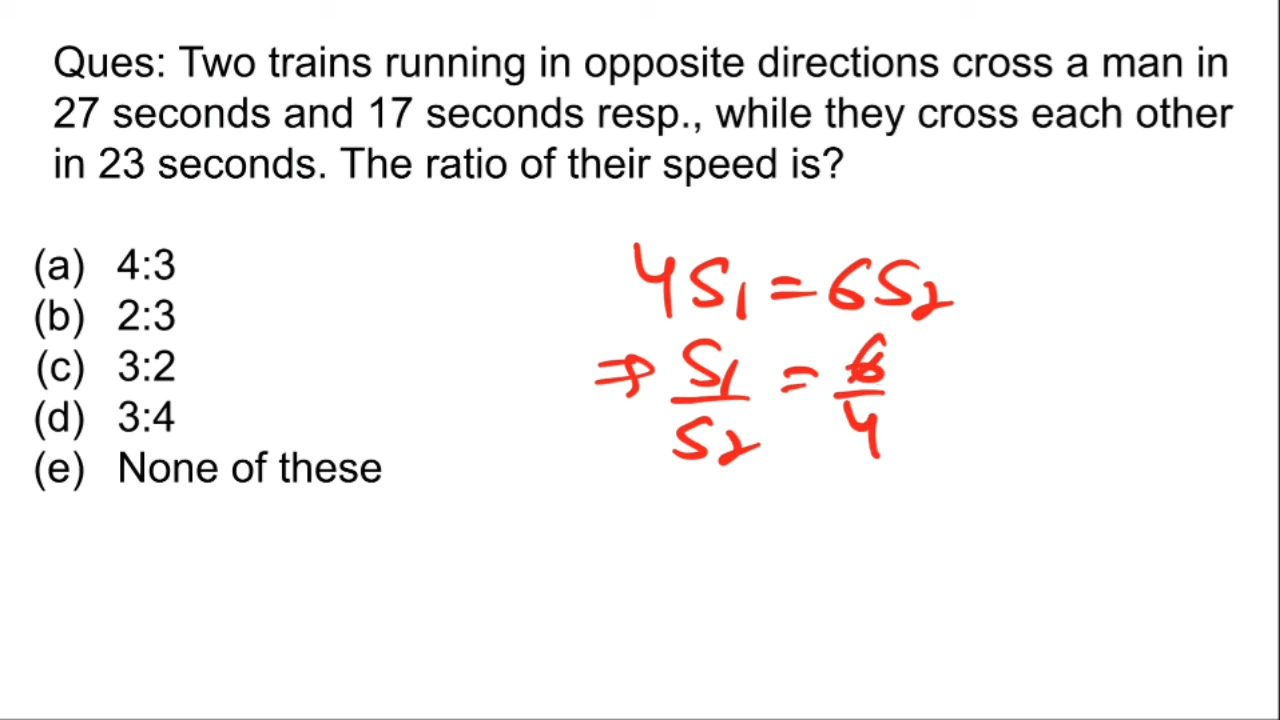 Ques: Two trains running in opposite directions cross a man in
27 seconds and 17 seconds resp., while they cross each other
in 23 seconds. The ratio of their speed is?
(a) 4:3
(b) 2:3
(c) 3:2
(d) 3:4
(e) None of these
4S1 = 6S2
⇒ S1/S2 = 6/4